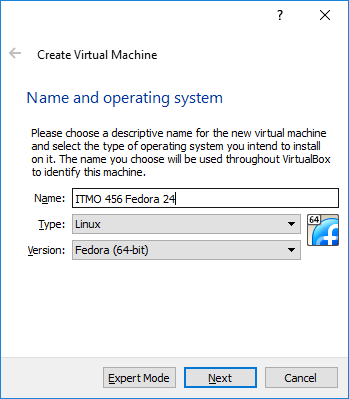 ?
Create Virtual Machine
Name and operating system
Please choose a descriptive name for the new virtual machine
and select the type of operating system you intend to install
on it. The name you choose will be used throughout VirtualBox
to identify this machine.
Name: ITMO 456 Fedora 24
Type: Linux
64
Version: Fedora (64-bit)
Expert Mode Next Cancel